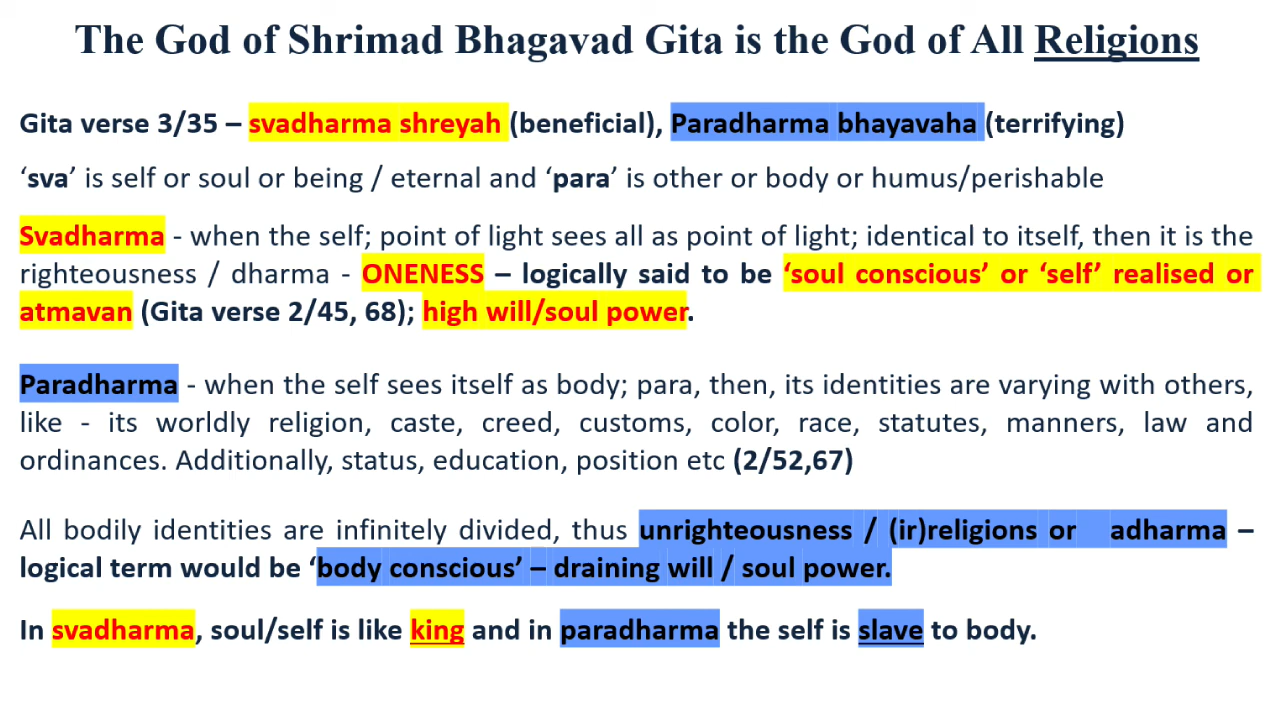 The God of Shrimad Bhagavad Gita is the God of All Religions
Gita verse 3/35 – svadharma shreyah (beneficial), Paradharma bhayavaha (terrifying)
‘sva’ is self or soul or being / eternal and ‘para’ is other or body or humus/perishable
Svadharma - when the self; point of light sees all as point of light; identical to itself, then it is the
righteousness / dharma - ONENESS – logically said to be ‘soul conscious’ or ‘self’ realised or
atmavan (Gita verse 2/45, 68); high will/soul power.
Paradharma - when the self sees itself as body; para, then, its identities are varying with others,
like - its worldly religion, caste, creed, customs, color, race, statutes, manners, law and
ordinances. Additionally, status, education, position etc (2/52,67)
All bodily identities are infinitely divided, thus unrighteousness / (ir)religions or adharma –
logical term would be ‘body conscious’ – draining will / soul power.
In svadharma, soul/self is like king and in paradharma the self is slave to body.